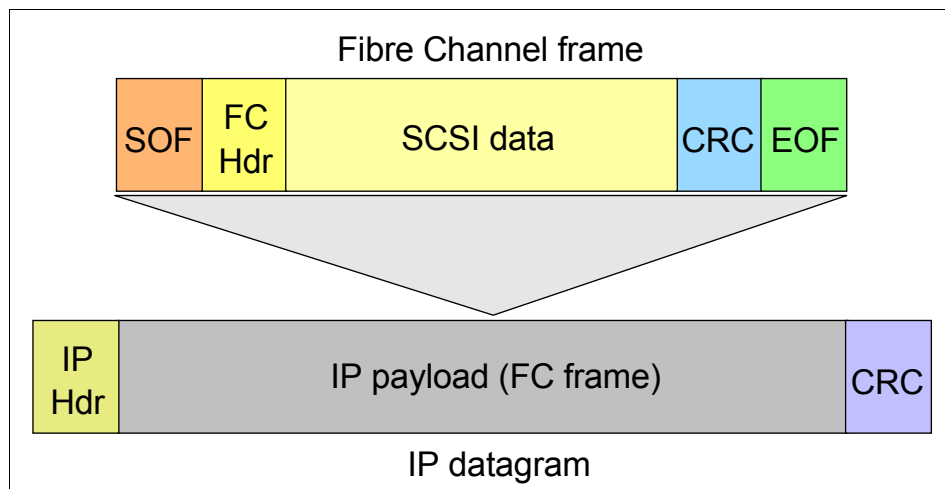 Fibre Channel frame
SOF
FC
Hdr
SCSI data
CRC
EOF
IP
Hdr
IP payload (FC frame)
CRC
IP datagram